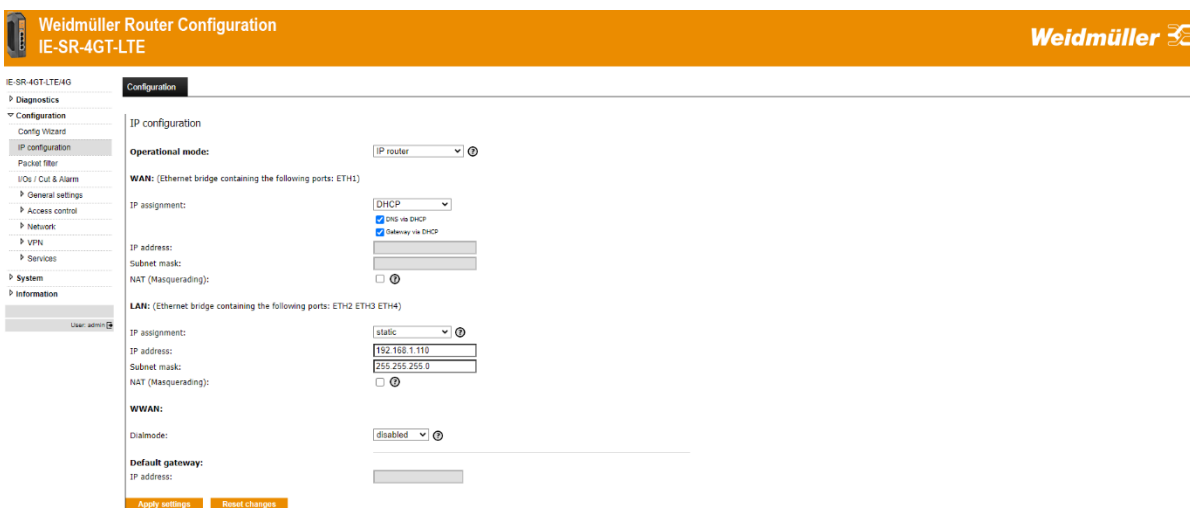 Weidmüller Router Configuration
IE-SR-4GT-LTE
Weidmüller
IE-SR-4GT-LTE/4G
Diagnostics
Configuration
Config Wizard
IP configuration
Packet filter
I/Os / Cut & Alarm
General settings
Access control
Network
VPN
Services
System
Information
User: admin
Configuration
IP configuration
Operational mode: IP router
WAN: (Ethernet bridge containing the following ports: ETH1)
IP assignment: DHCP
DNS via DHCP
Gateway via DHCP
IP address:
Subnet mask:
NAT (Masquerading):
LAN: (Ethernet bridge containing the following ports: ETH2 ETH3 ETH4)
IP assignment: static
IP address: 192.168.1.110
Subnet mask: 255.255.255.0
NAT (Masquerading):
WWAN:
Dialmode: disabled
Default gateway:
IP address:
Apply settings Reset changes